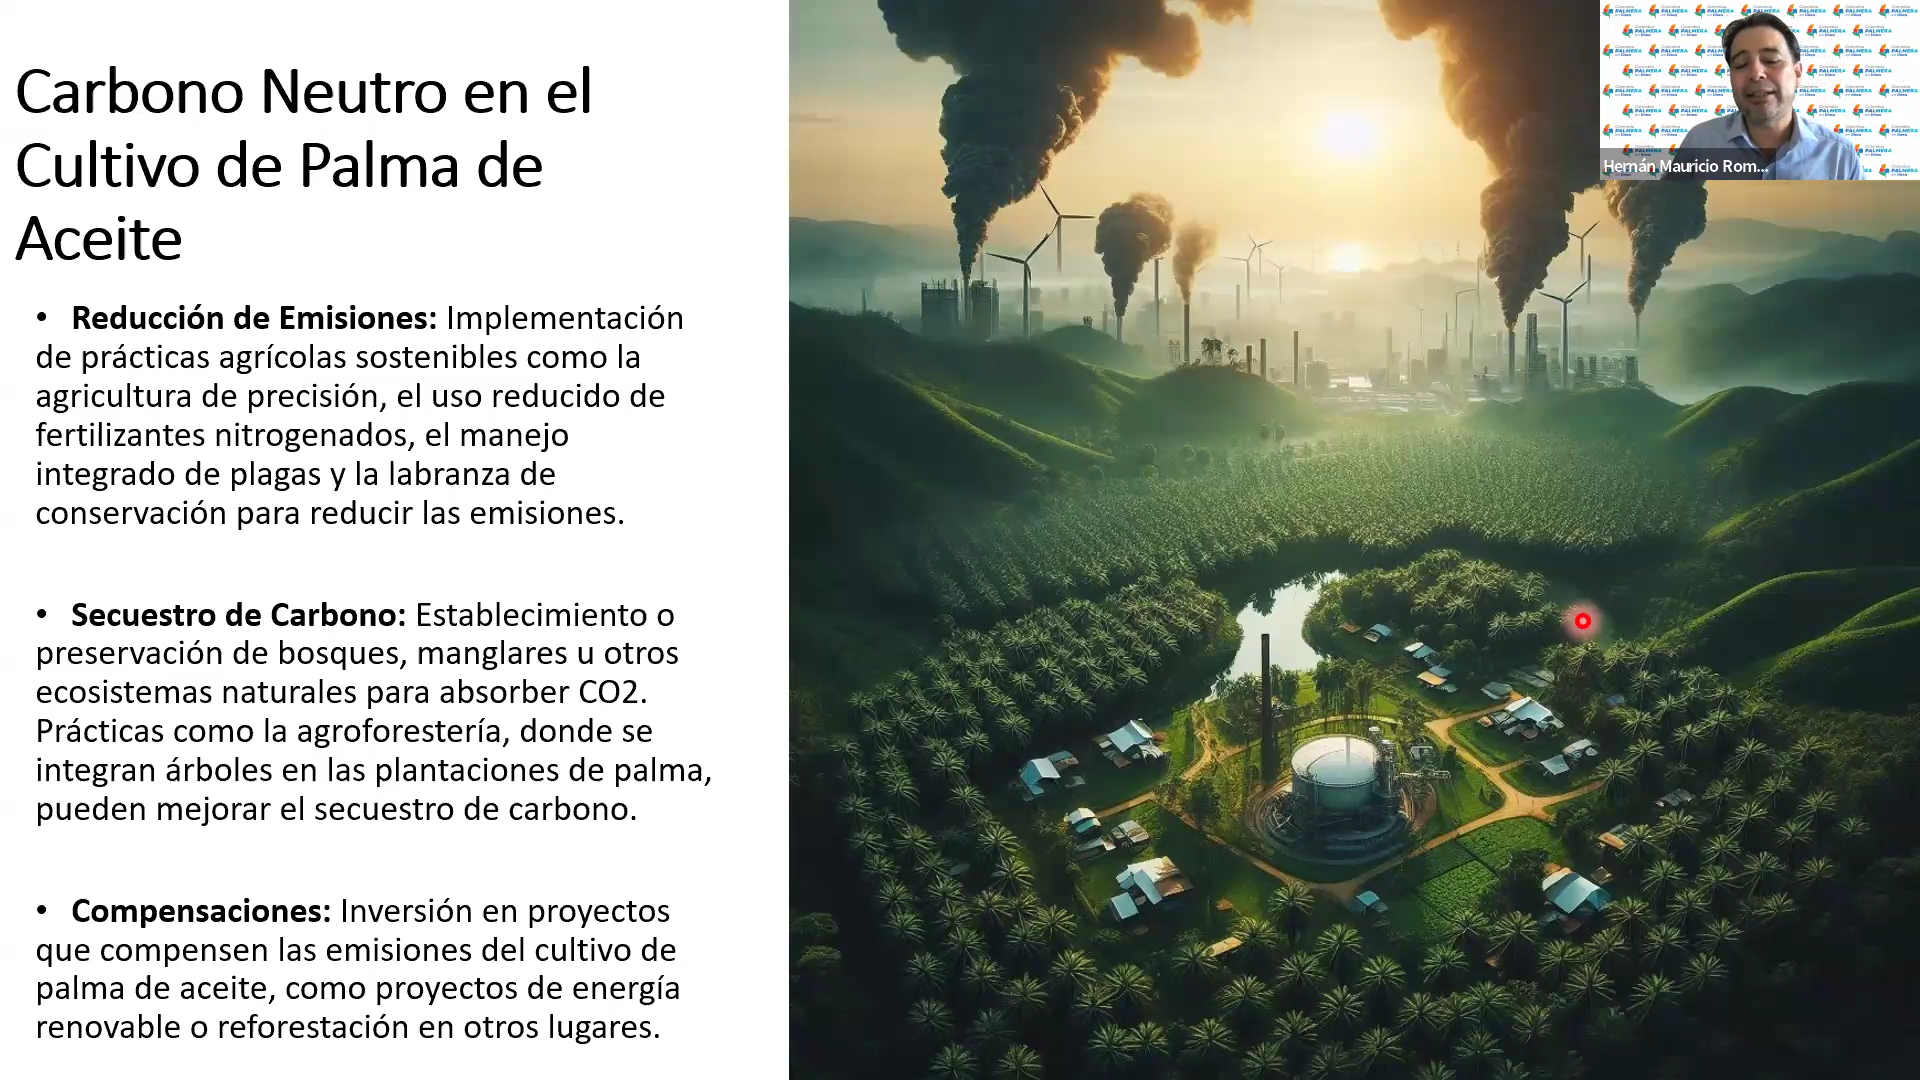 Carbono Neutro en el
Cultivo de Palma de
Aceite
• Reducción de Emisiones: Implementación
de prácticas agrícolas sostenibles como la
agricultura de precisión, el uso reducido de
fertilizantes nitrogenados, el manejo
integrado de plagas y la labranza de
conservación para reducir las emisiones.
• Secuestro de Carbono: Establecimiento o
preservación de bosques, manglares u otros
ecosistemas naturales para absorber CO2.
Prácticas como la agroforestería, donde se
integran árboles en las plantaciones de palma,
pueden mejorar el secuestro de carbono.
• Compensaciones: Inversión en proyectos
que compensen las emisiones del cultivo de
palma de aceite, como proyectos de energía
renovable o reforestación en otros lugares.
Colombia
PALMERA
en línea
Hernán Mauricio Rom...